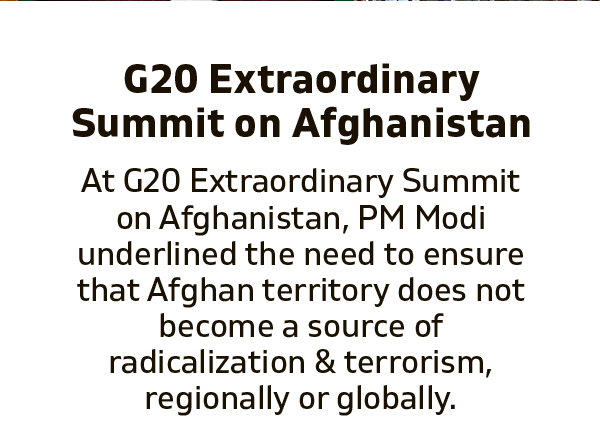 G20 Extraordinary
Summit on Afghanistan
At G20 Extraordinary Summit
on Afghanistan, PM Modi
underlined the need to ensure
that Afghan territory does not
become a source of
radicalization & terrorism,
regionally or globally.